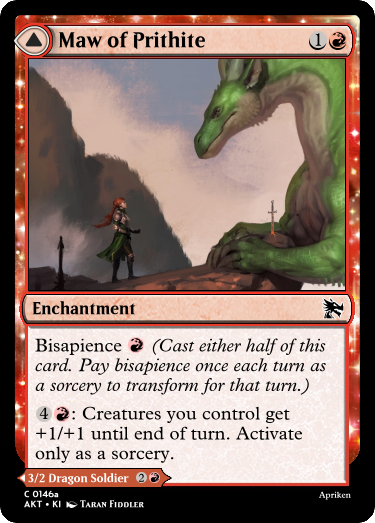 Maw of Prithite 1
Enchantment
Bisapience (Cast either half of this
card. Pay bisapience once each turn as
a sorcery to transform for that turn.)
4 : Creatures you control get
+1/+1 until end of turn. Activate
only as a sorcery.
3/2 Dragon Soldier 2
C 0146a
Apriken
AKT • KI Taran Fiddler